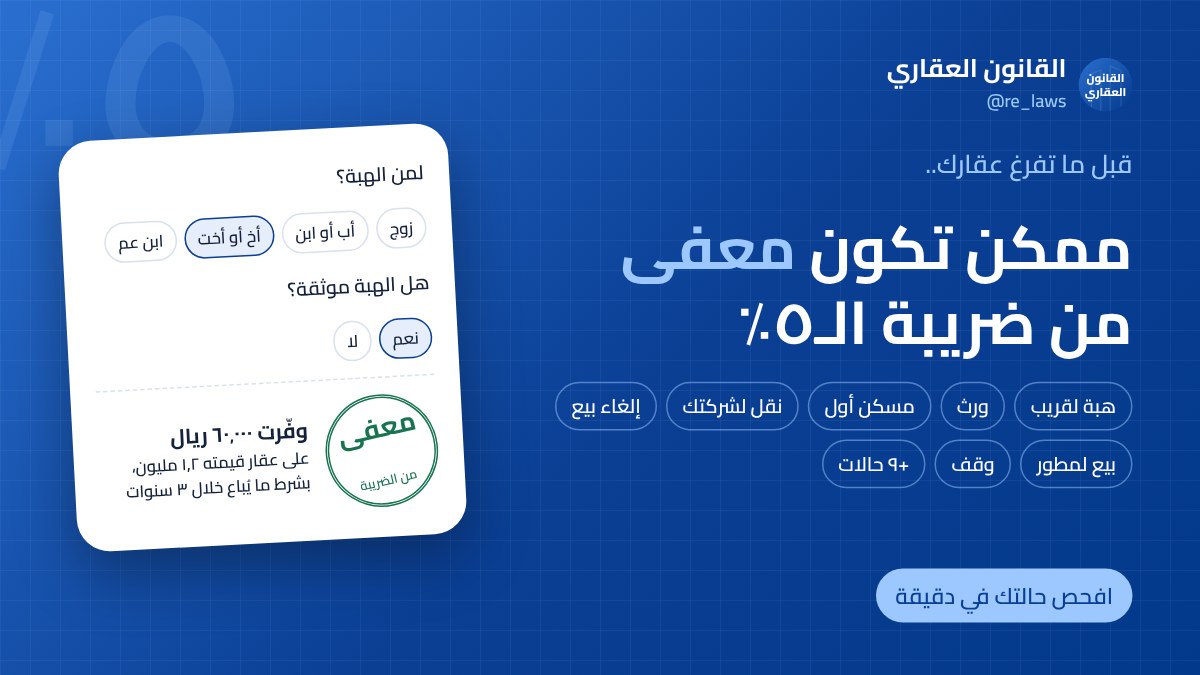 القانون العقاري
@re_laws
القانون
العقاري
قبل ما تفرغ عقارك..
ممكن تكون معفى
من ضريبة الـ٥٪
هبة لقريب
ورث
مسكن أول
نقل لشركتك
إلغاء بيع
بيع لمطور
وقف
+٩ حالات
افحص حالتك في دقيقة
٥٪
لمن الهبة؟
زوج
أب أو ابن
أخ أو أخت
ابن عم
هل الهبة موثقة؟
نعم
لا
معفى
من الضريبة
وفّرت ٦٠,٠٠٠ ريال
على عقار قيمته ١,٢ مليون،
بشرط ما يُباع خلال ٣ سنوات